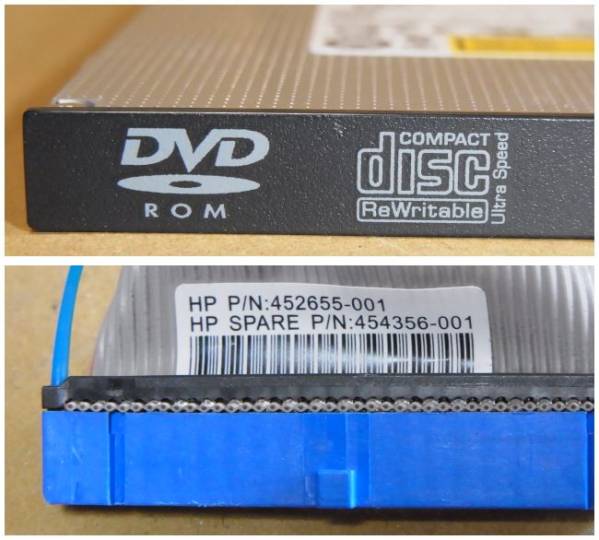 DVD
ROM
COMPACT
disc
ReWritable
Ultra Speed
HP P/N:452655-001
HP SPARE P/N:454356-001